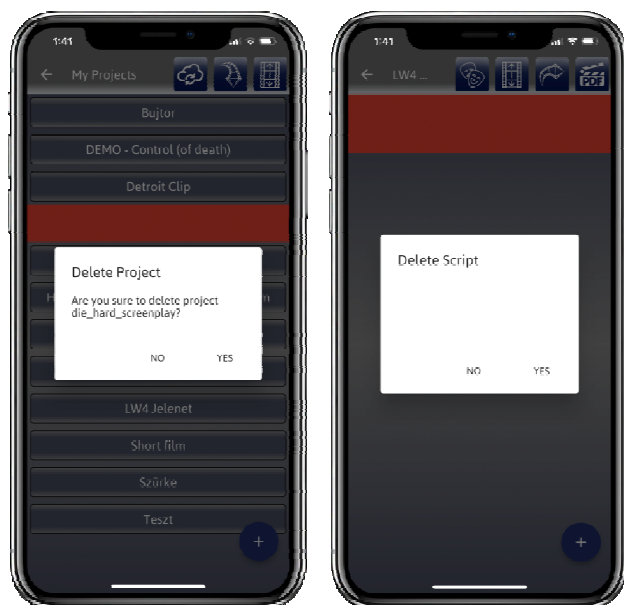 1:41
My Projects
Bujtor
DEMO - Control (of death)
Detroit Clip
Delete Project
Are you sure to delete project
die_hard_screenplay?
NO YES
LW4 Jelenet
Short film
Szürke
Teszt
+
1:41
LW4 ...
PDF
Delete Script
NO YES
+